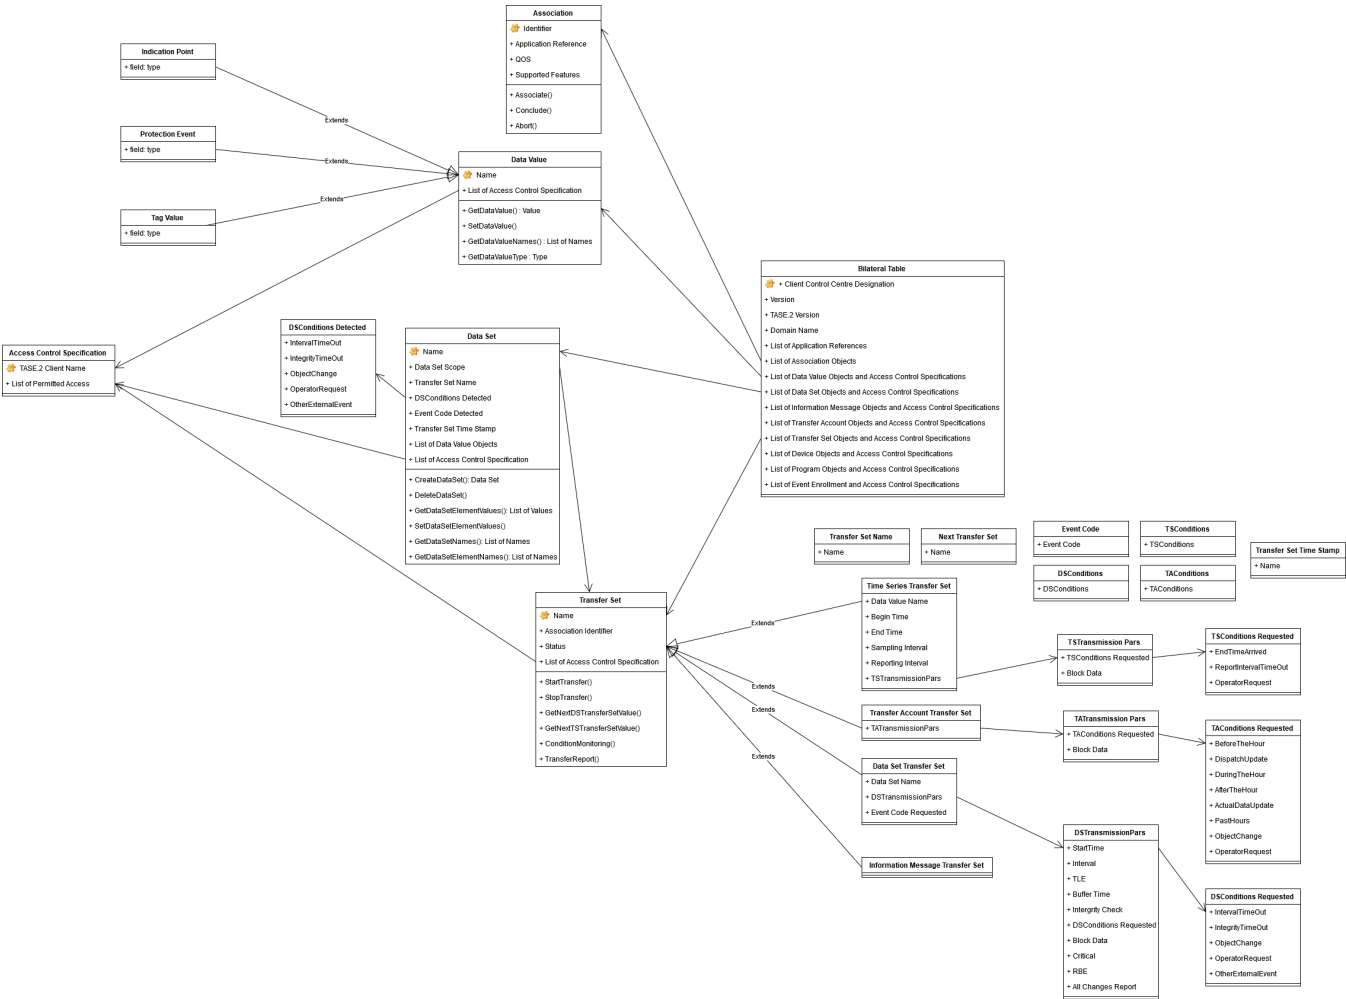 Association
Identifier
+ Application Reference
+ QOS
+ Supported Features
+ Associate()
+ Conclude()
+ Abort()
Indication Point
+ field: type
Protection Event
+ field: type
Tag Value
+ field: type
Extends
Extends
Extends
Data Value
Name
+ List of Access Control Specification
+ GetDataValue() : Value
+ SetDataValue()
+ GetDataValueNames() : List of Names
+ GetDataValueType : Type
Bilateral Table
+ Client Control Centre Designation
+ Version
+ TASE.2 Version
+ Domain Name
+ List of Application References
+ List of Association Objects
+ List of Data Value Objects and Access Control Specifications
+ List of Data Set Objects and Access Control Specifications
+ List of Information Message Objects and Access Control Specifications
+ List of Transfer Account Objects and Access Control Specifications
+ List of Transfer Set Objects and Access Control Specifications
+ List of Device Objects and Access Control Specifications
+ List of Program Objects and Access Control Specifications
+ List of Event Enrollment and Access Control Specifications
Access Control Specification
TASE.2 Client Name
+ List of Permitted Access
DSConditions Detected
+ IntervalTimeOut
+ IntegrityTimeOut
+ ObjectChange
+ OperatorRequest
+ OtherExternalEvent
Data Set
Name
+ Data Set Scope
+ Transfer Set Name
+ DSConditions Detected
+ Event Code Detected
+ Transfer Set Time Stamp
+ List of Data Value Objects
+ List of Access Control Specification
+ CreateDataSet(): Data Set
+ DeleteDataSet()
+ GetDataSetElementValues(): List of Values
+ SetDataSetElementValues()
+ GetDataSetNames(): List of Names
+ GetDataSetElementNames(): List of Names
Transfer Set
Name
+ Association Identifier
+ Status
+ List of Access Control Specification
+ StartTransfer()
+ StopTransfer()
+ GetNextDSTransferSetValue()
+ GetNextTSTransferSetValue()
+ ConditionMonitoring()
+ TransferReport()
Transfer Set Name
+ Name
Next Transfer Set
+ Name
Event Code
+ Event Code
TSConditions
+ TSConditions
Transfer Set Time Stamp
+ Name
DSConditions
+ DSConditions
TAConditions
+ TAConditions
Extends
Extends
Extends
Extends
Time Series Transfer Set
+ Data Value Name
+ Begin Time
+ End Time
+ Sampling Interval
+ Reporting Interval
+ TSTransmissionPars
Transfer Account Transfer Set
+ TATransmissionPars
Data Set Transfer Set
+ Data Set Name
+ DSTransmissionPars
+ Event Code Requested
Information Message Transfer Set
TSTransmission Pars
+ TSConditions Requested
+ Block Data
TATransmission Pars
+ TAConditions Requested
+ Block Data
DSTransmissionPars
+ StartTime
+ Interval
+ TLE
+ Buffer Time
+ Intergrity Check
+ DSConditions Requested
+ Block Data
+ Critical
+ RBE
+ All Changes Report
TSConditions Requested
+ EndTimeArrived
+ ReportIntervalTimeOut
+ OperatorRequest
TAConditions Requested
+ BeforeTheHour
+ DispatchUpdate
+ DuringTheHour
+ AfterTheHour
+ ActualDataUpdate
+ PastHours
+ ObjectChange
+ OperatorRequest
DSConditions Requested
+ IntervalTimeOut
+ IntegrityTimeOut
+ ObjectChange
+ OperatorRequest
+ OtherExternalEvent